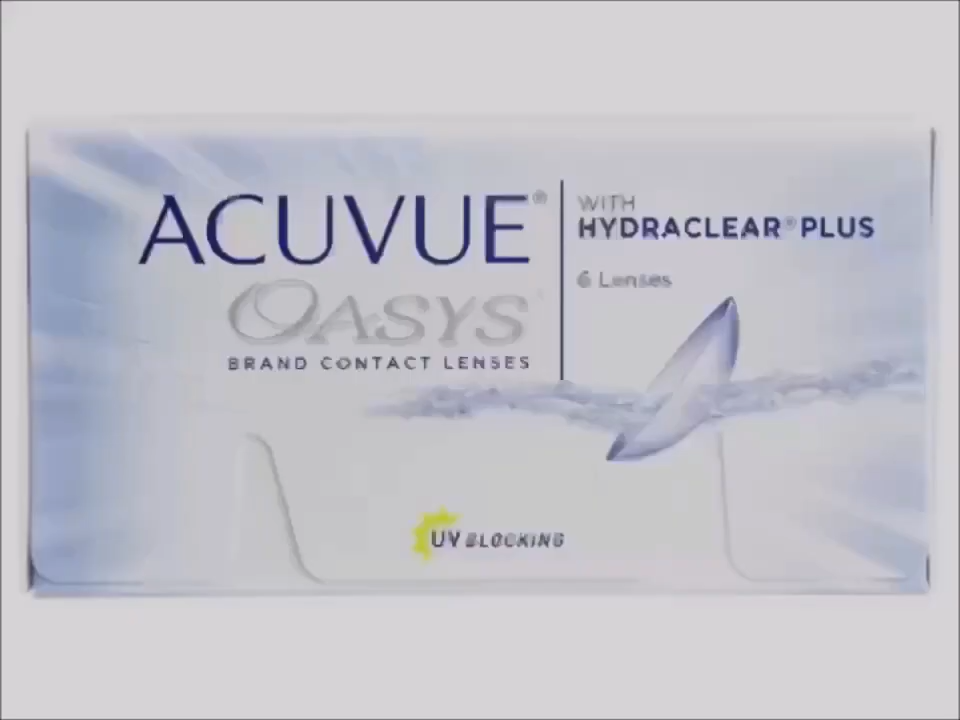 ACUVUE®
OASYS
BRAND CONTACT LENSES
WITH
HYDRACLEAR® PLUS
6 Lenses
UV BLOCKING